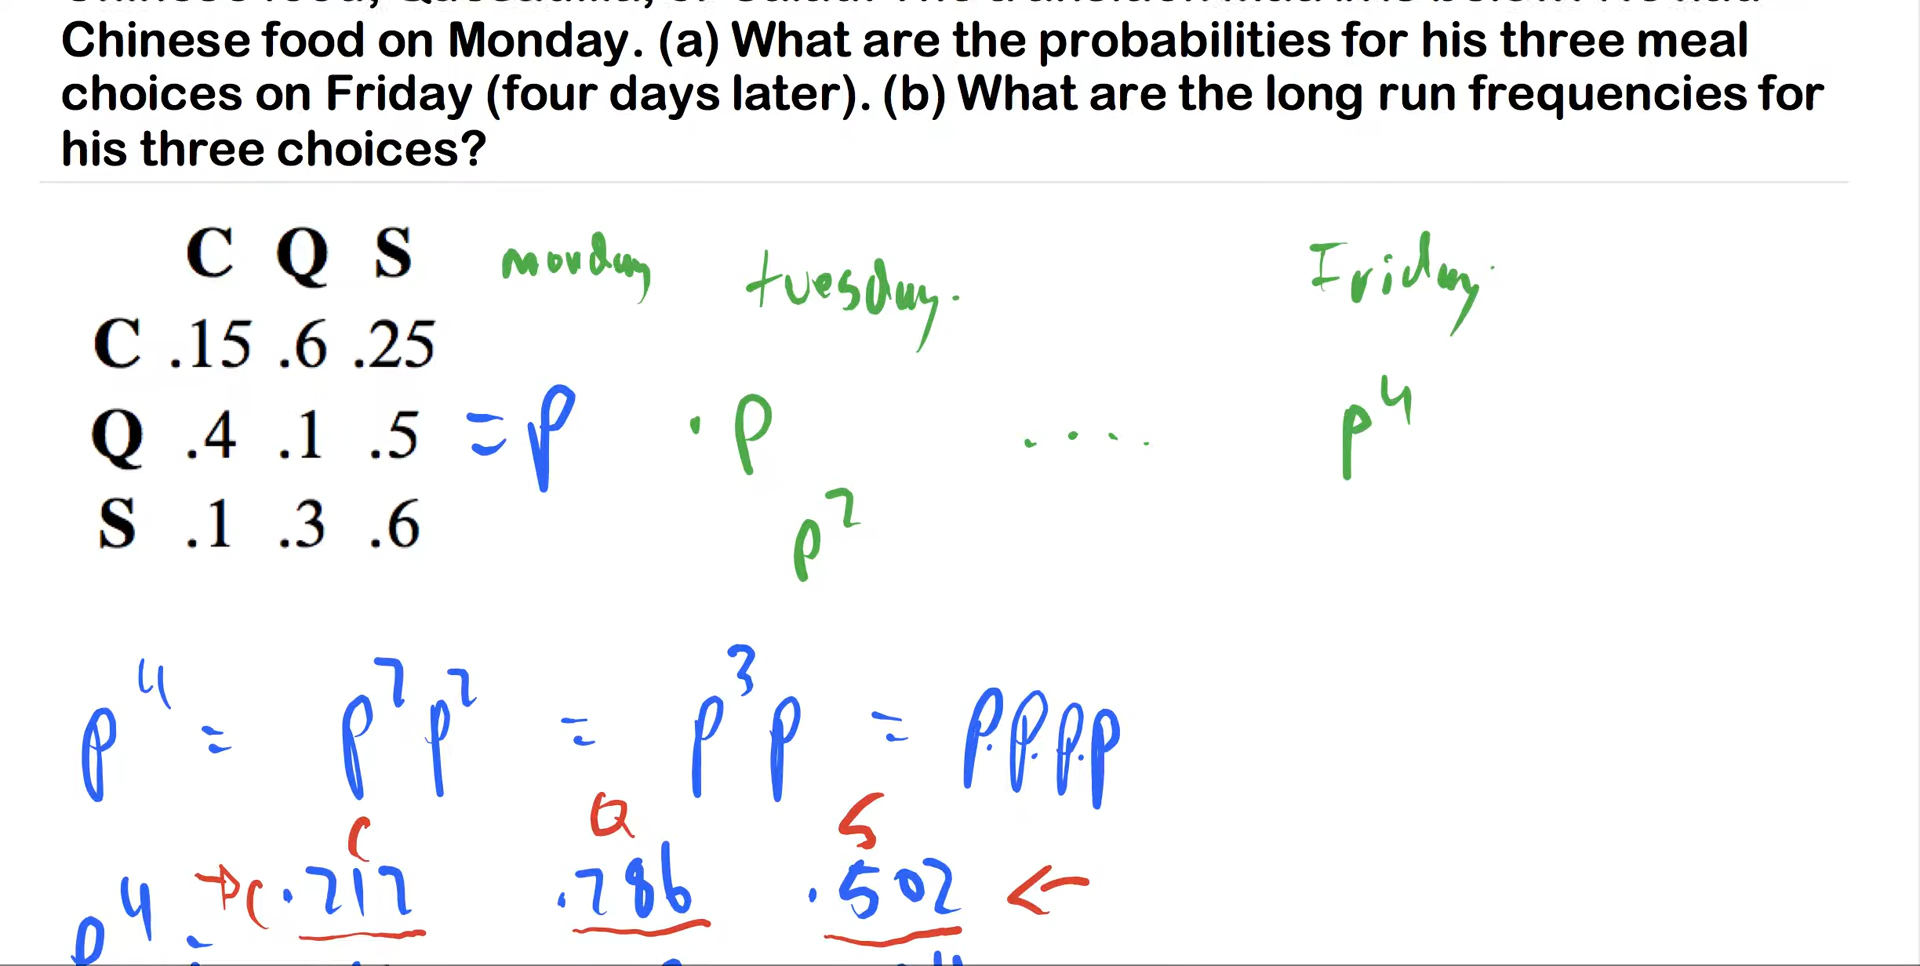 Chinese food on Monday. (a) What are the probabilities for his three meal
choices on Friday (four days later). (b) What are the long run frequencies for
his three choices?
C Q S monday tuesday. Friday.
C .15 .6 .25
Q .4 .1 .5 = P · P .... P⁴
S .1 .3 .6 P²
P⁴ = P²P² = P³P = P.P.P.P
C Q S
P⁴ = → C .212 .286 .502 ←